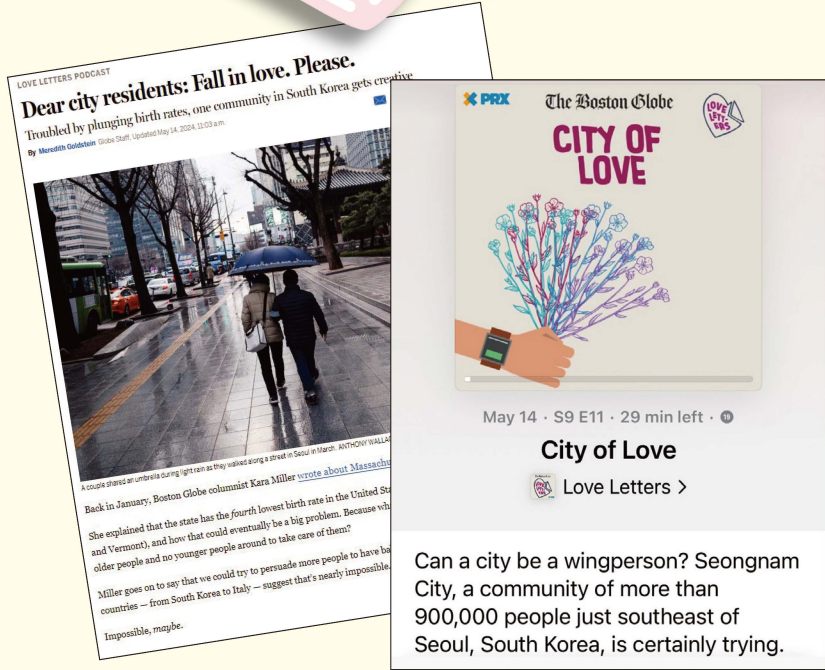 LOVE LETTERS PODCAST
Dear city residents: Fall in love. Please.
Troubled by plunging birth rates, one community in South Korea gets creative
By Meredith Goldstein Globe Staff, Updated May 14, 2024, 11:03 a.m.
A couple shared an umbrella during light rain as they walked along a street in Seoul in March. ANTHONY WALLAC
Back in January, Boston Globe columnist Kara Miller wrote about Massachu
She explained that the state has the fourth lowest birth rate in the United Sta
and Vermont), and how that could eventually be a big problem. Because wh
older people and no younger people around to take care of them?
Miller goes on to say that we could try to persuade more people to have ba
countries — from South Korea to Italy — suggest that's nearly impossible.
Impossible, maybe.
PRX
The Boston Globe
LOVE
LETT-
ERS
CITY OF
LOVE
May 14 · S9 E11 · 29 min left · 19
City of Love
Love Letters >
Can a city be a wingperson? Seongnam
City, a community of more than
900,000 people just southeast of
Seoul, South Korea, is certainly trying.